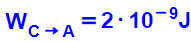 W_{C → A} = 2 · 10^{-9} J